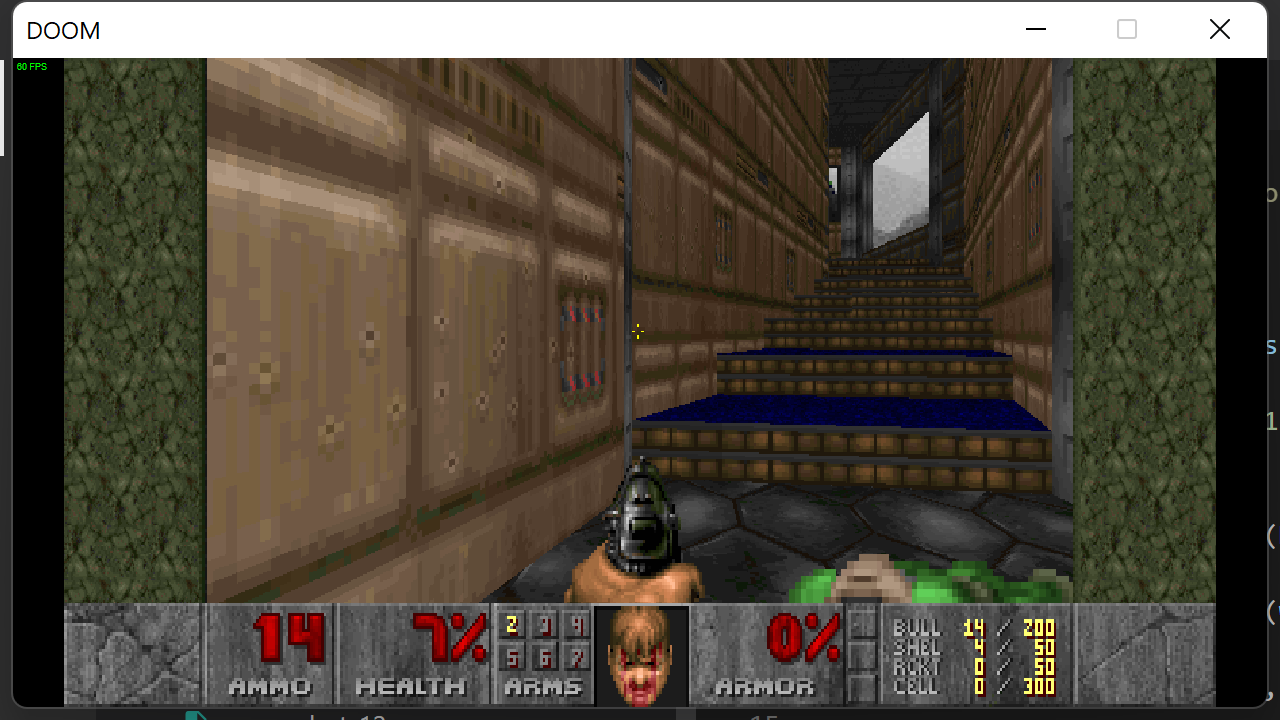 DOOM
60 FPS
14 7% 2 3 4 0% BULL 14 / 200
5 6 7 SHEL 4 / 50
RCKT 0 / 50
AMMO HEALTH ARMS ARMOR CELL 0 / 300